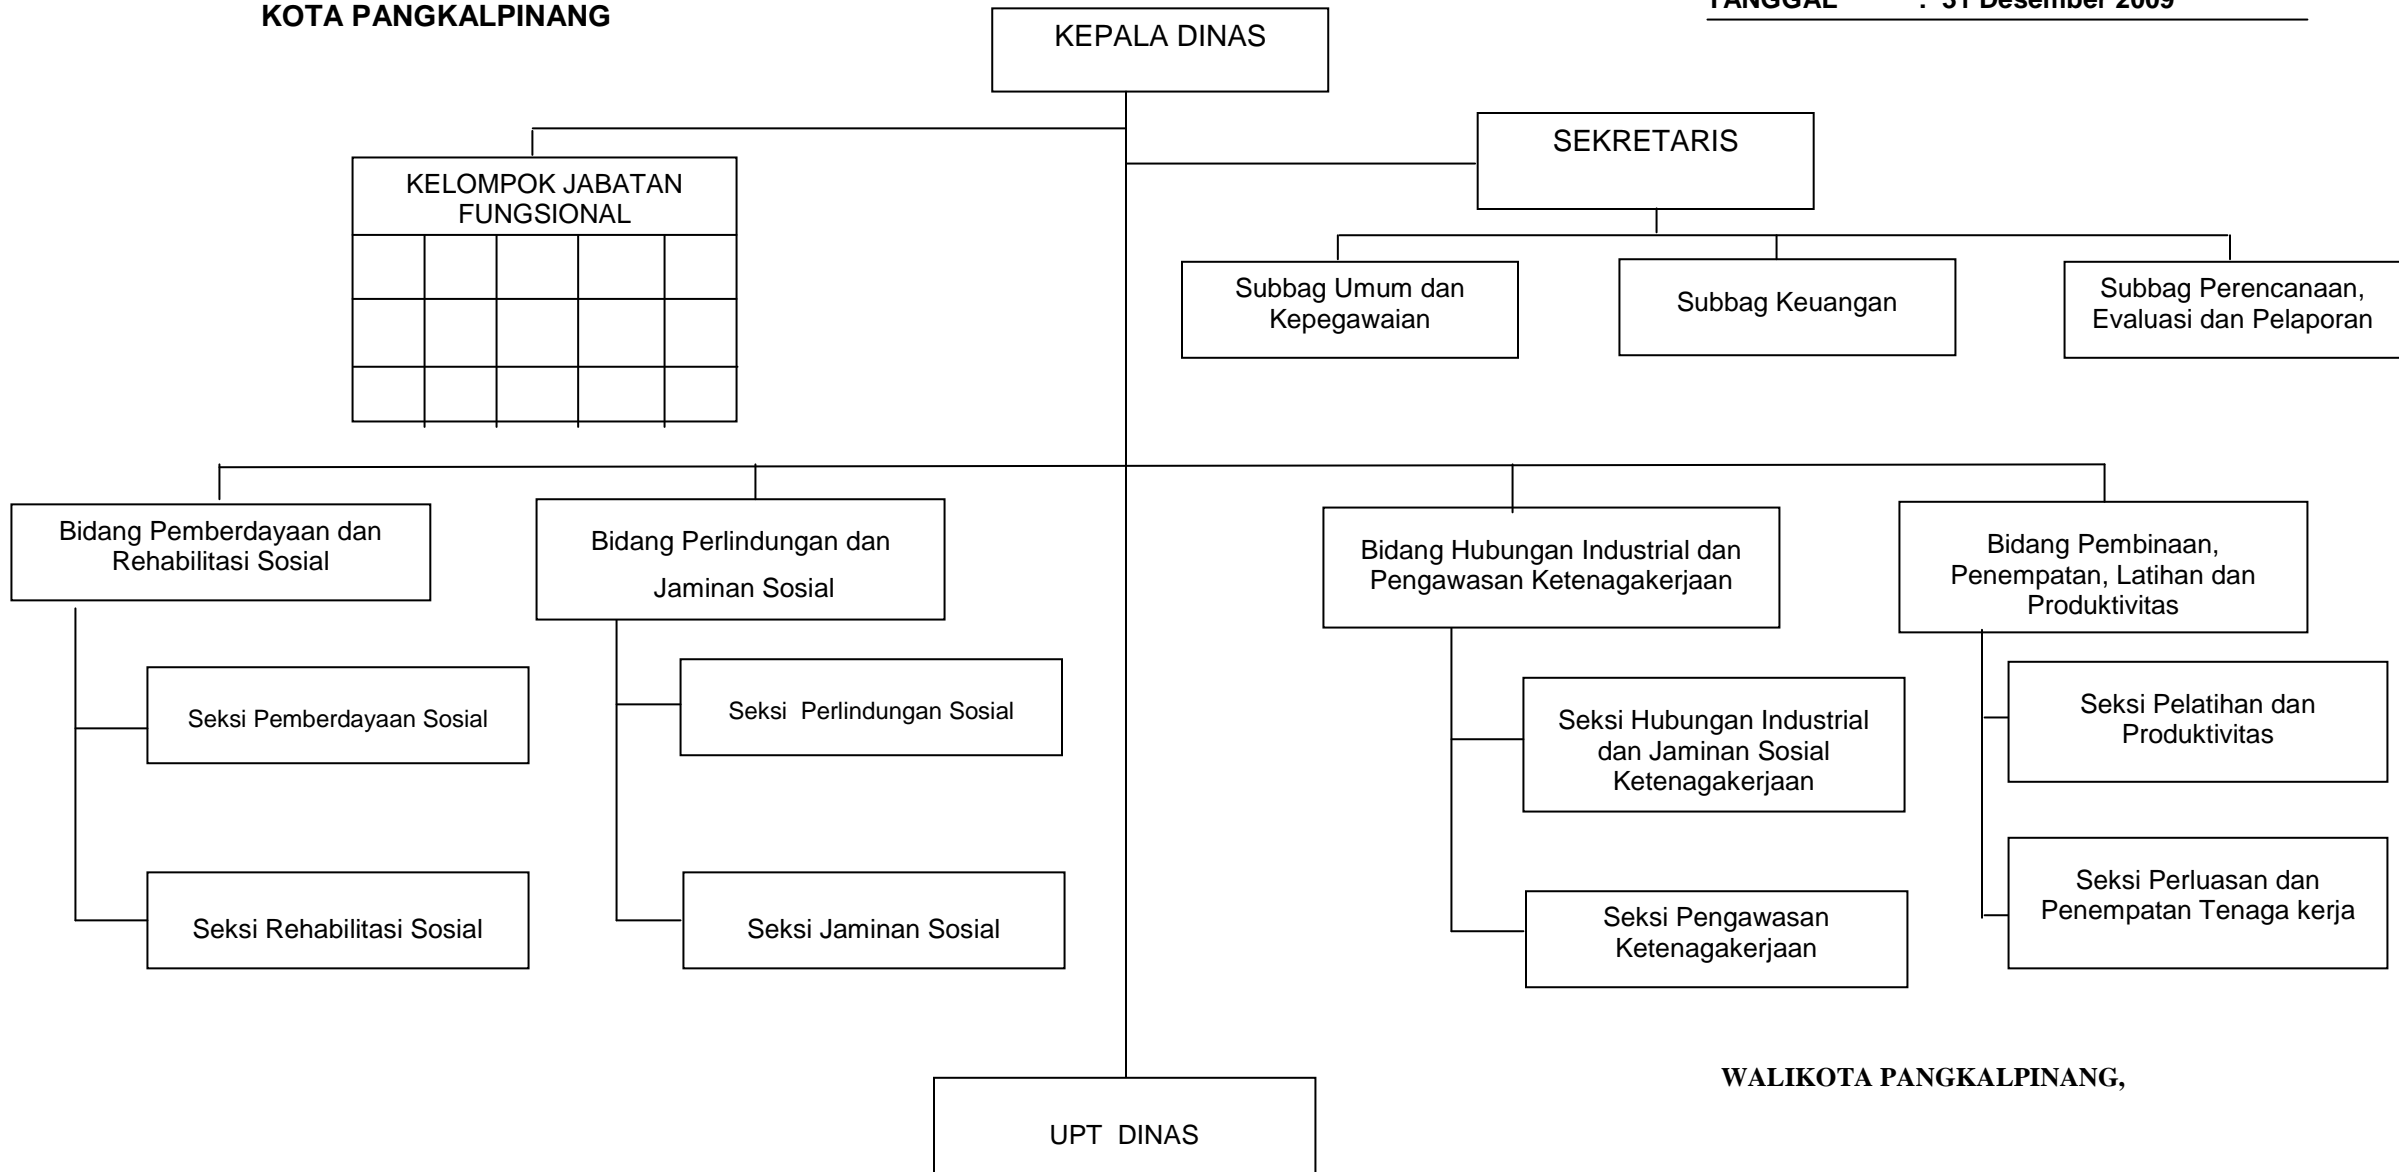 KOTA PANGKALPINANG
TANGGAL : 31 Desember 2009
KEPALA DINAS
SEKRETARIS
KELOMPOK JABATAN
FUNGSIONAL
Subbag Umum dan
Kepegawaian
Subbag Keuangan
Subbag Perencanaan,
Evaluasi dan Pelaporan
Bidang Pemberdayaan dan
Rehabilitasi Sosial
Bidang Perlindungan dan
Jaminan Sosial
Bidang Hubungan Industrial dan
Pengawasan Ketenagakerjaan
Bidang Pembinaan,
Penempatan, Latihan dan
Produktivitas
Seksi Pemberdayaan Sosial
Seksi Perlindungan Sosial
Seksi Hubungan Industrial
dan Jaminan Sosial
Ketenagakerjaan
Seksi Pelatihan dan
Produktivitas
Seksi Rehabilitasi Sosial
Seksi Jaminan Sosial
Seksi Pengawasan
Ketenagakerjaan
Seksi Perluasan dan
Penempatan Tenaga kerja
WALIKOTA PANGKALPINANG,
UPT DINAS